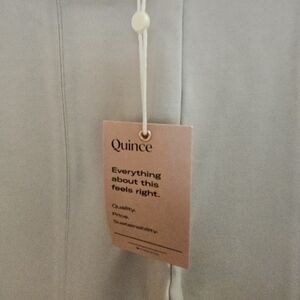 Quince
Everything
about this
feels right.
Quality.
Price.
Sustainability.